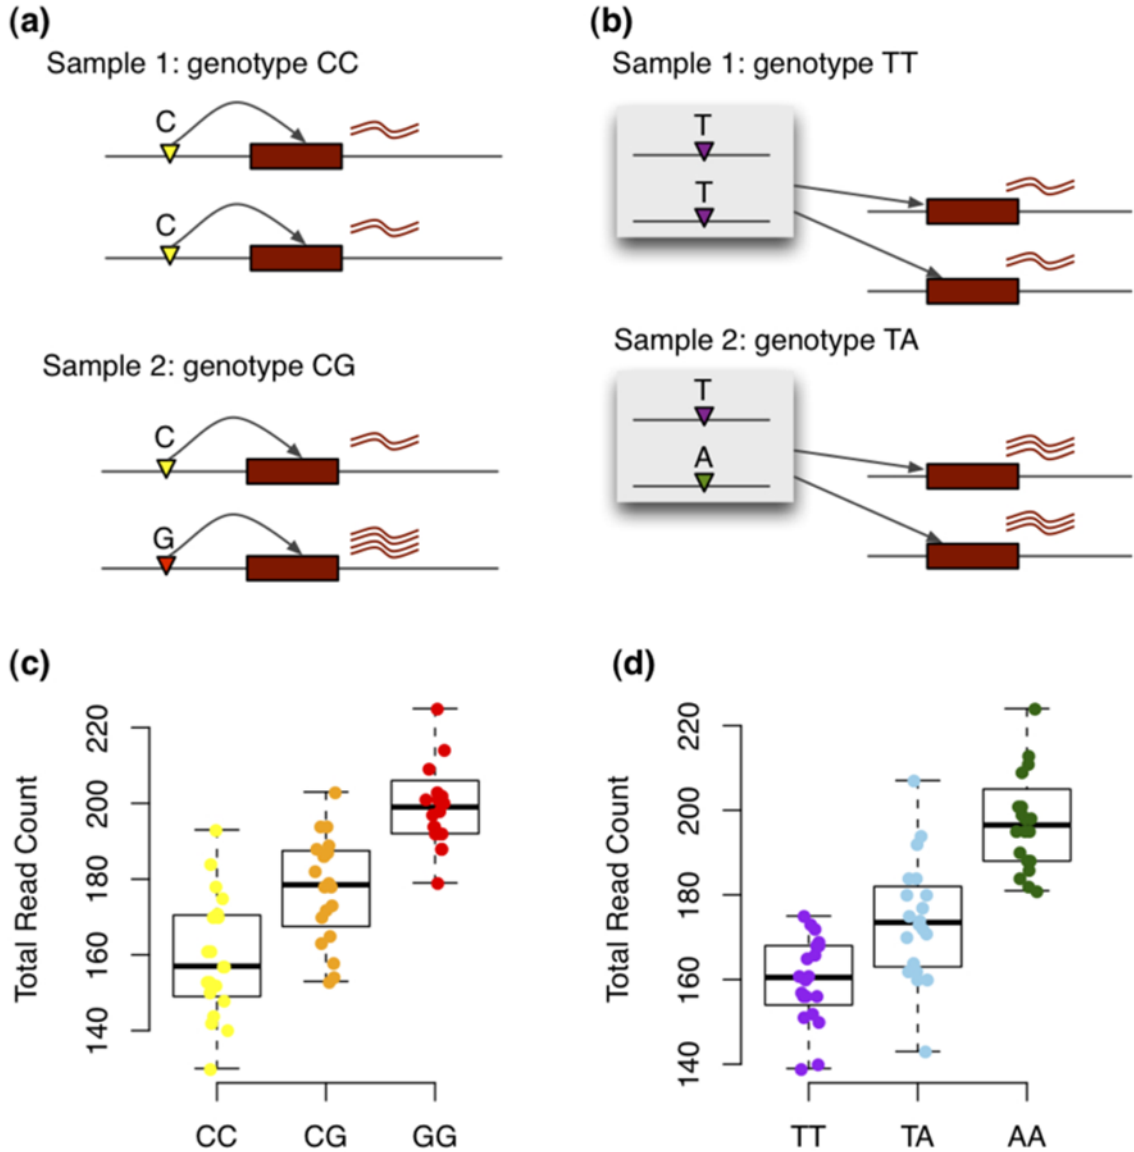 (a)
Sample 1: genotype CC
C
C
Sample 2: genotype CG
C
G
(b)
Sample 1: genotype TT
T
T
Sample 2: genotype TA
T
A
(c)
Total Read Count
220
200
180
160
140
CC CG GG
(d)
Total Read Count
220
200
180
160
140
TT TA AA